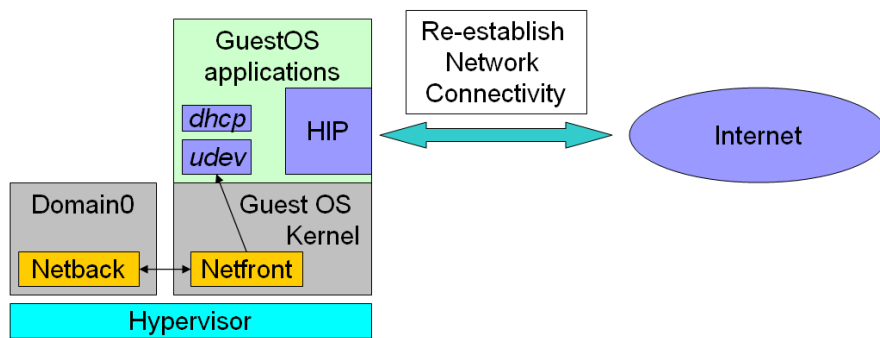 GuestOS
applications
dhcp
udev
HIP
Re-establish
Network
Connectivity
Internet
Domain0
Netback
Guest OS
Kernel
Netfront
Hypervisor